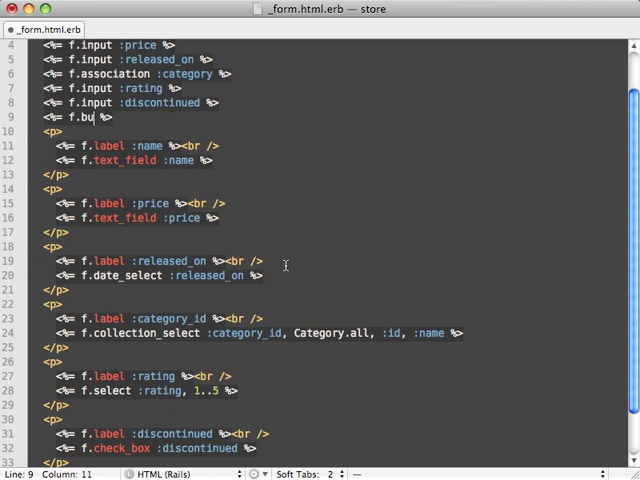 _form.html.erb — store
_form.html.erb
4 <%= f.input :price %>
5 <%= f.input :released_on %>
6 <%= f.association :category %>
7 <%= f.input :rating %>
8 <%= f.input :discontinued %>
9 <%= f.bu %>
10 <p>
11 <%= f.label :name %><br />
12 <%= f.text_field :name %>
13 </p>
14 <p>
15 <%= f.label :price %><br />
16 <%= f.text_field :price %>
17 </p>
18 <p>
19 <%= f.label :released_on %><br />
20 <%= f.date_select :released_on %>
21 </p>
22 <p>
23 <%= f.label :category_id %><br />
24 <%= f.collection_select :category_id, Category.all, :id, :name %>
25 </p>
26 <p>
27 <%= f.label :rating %><br />
28 <%= f.select :rating, 1..5 %>
29 </p>
30 <p>
31 <%= f.label :discontinued %><br />
32 <%= f.check_box :discontinued %>
33 </p>
Line: 9 Column: 11 L HTML (Rails) Soft Tabs: 2 —